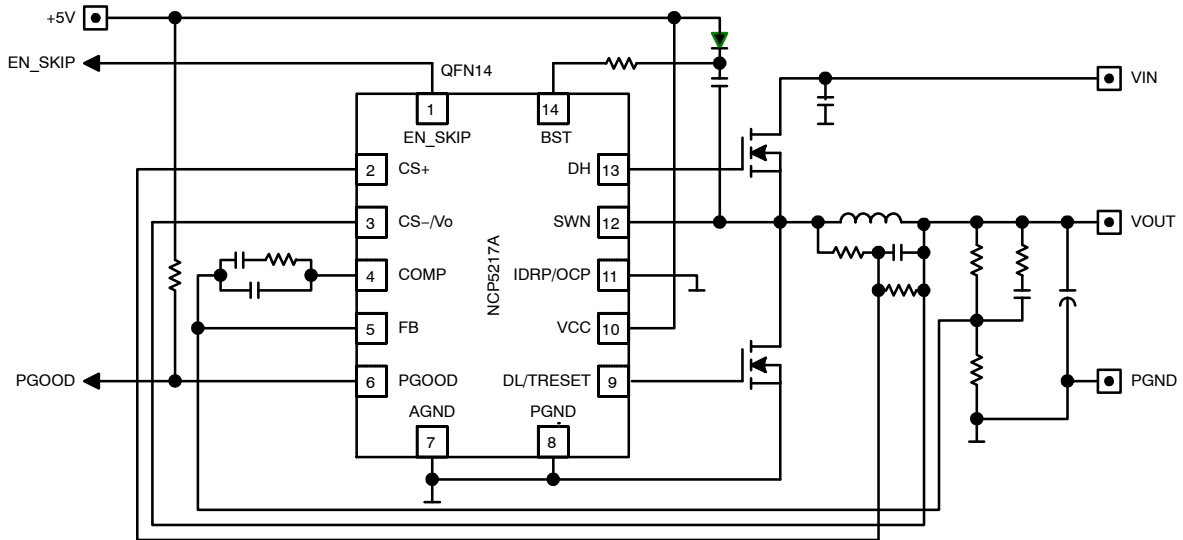 +5V
EN_SKIP
QFN14
VIN
1
14
EN_SKIP
BST
2
CS+
DH
13
3
CS−/Vo
SWN
12
VOUT
4
COMP
NCP5217A
IDRP/OCP
11
5
FB
VCC
10
PGOOD
6
PGOOD
DL/TRESET
9
PGND
AGND
PGND
7
8